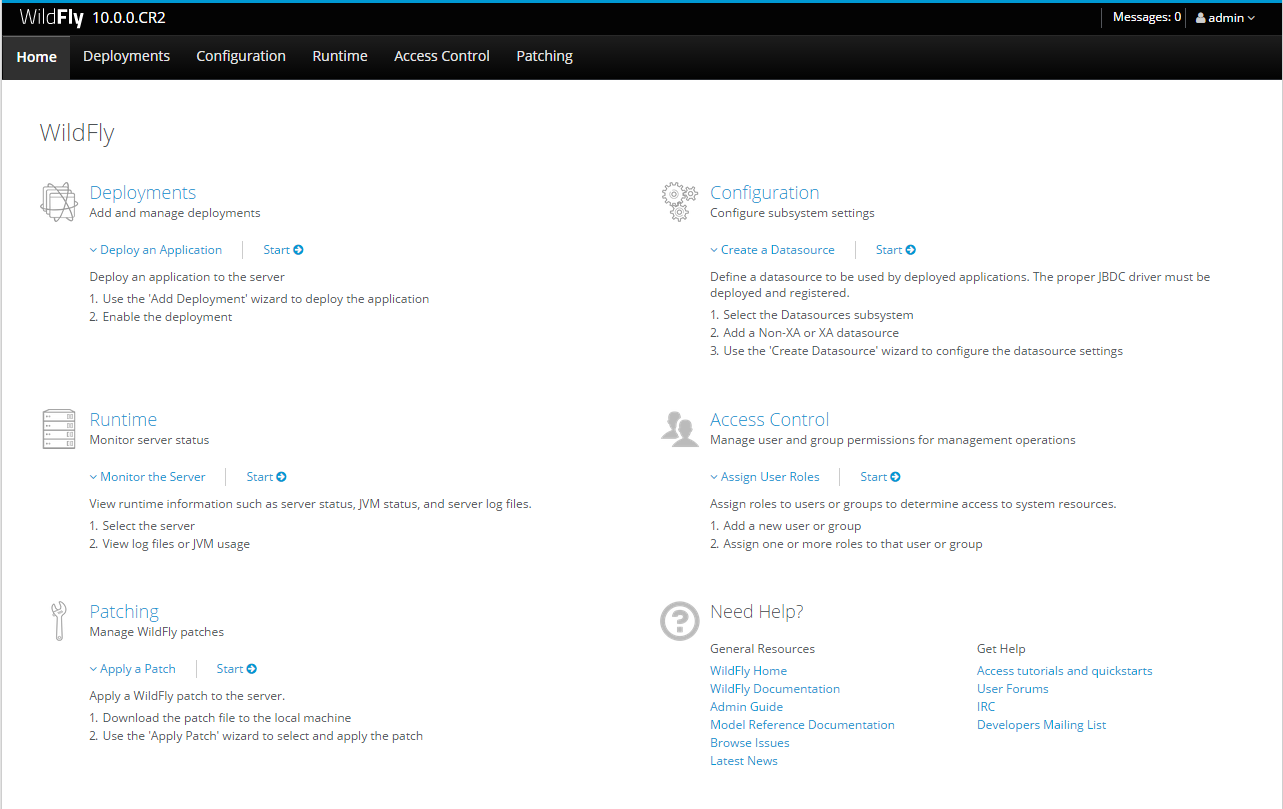 WildFly 10.0.0.CR2
Messages: 0 admin
Home Deployments Configuration Runtime Access Control Patching
WildFly
Deployments
Add and manage deployments
Deploy an Application Start
Deploy an application to the server
1. Use the 'Add Deployment' wizard to deploy the application
2. Enable the deployment
Configuration
Configure subsystem settings
Create a Datasource Start
Define a datasource to be used by deployed applications. The proper JBDC driver must be
deployed and registered.
1. Select the Datasources subsystem
2. Add a Non-XA or XA datasource
3. Use the 'Create Datasource' wizard to configure the datasource settings
Runtime
Monitor server status
Monitor the Server Start
View runtime information such as server status, JVM status, and server log files.
1. Select the server
2. View log files or JVM usage
Access Control
Manage user and group permissions for management operations
Assign User Roles Start
Assign roles to users or groups to determine access to system resources.
1. Add a new user or group
2. Assign one or more roles to that user or group
Patching
Manage WildFly patches
Apply a Patch Start
Apply a WildFly patch to the server.
1. Download the patch file to the local machine
2. Use the 'Apply Patch' wizard to select and apply the patch
Need Help?
General Resources
WildFly Home
WildFly Documentation
Admin Guide
Model Reference Documentation
Browse Issues
Latest News
Get Help
Access tutorials and quickstarts
User Forums
IRC
Developers Mailing List